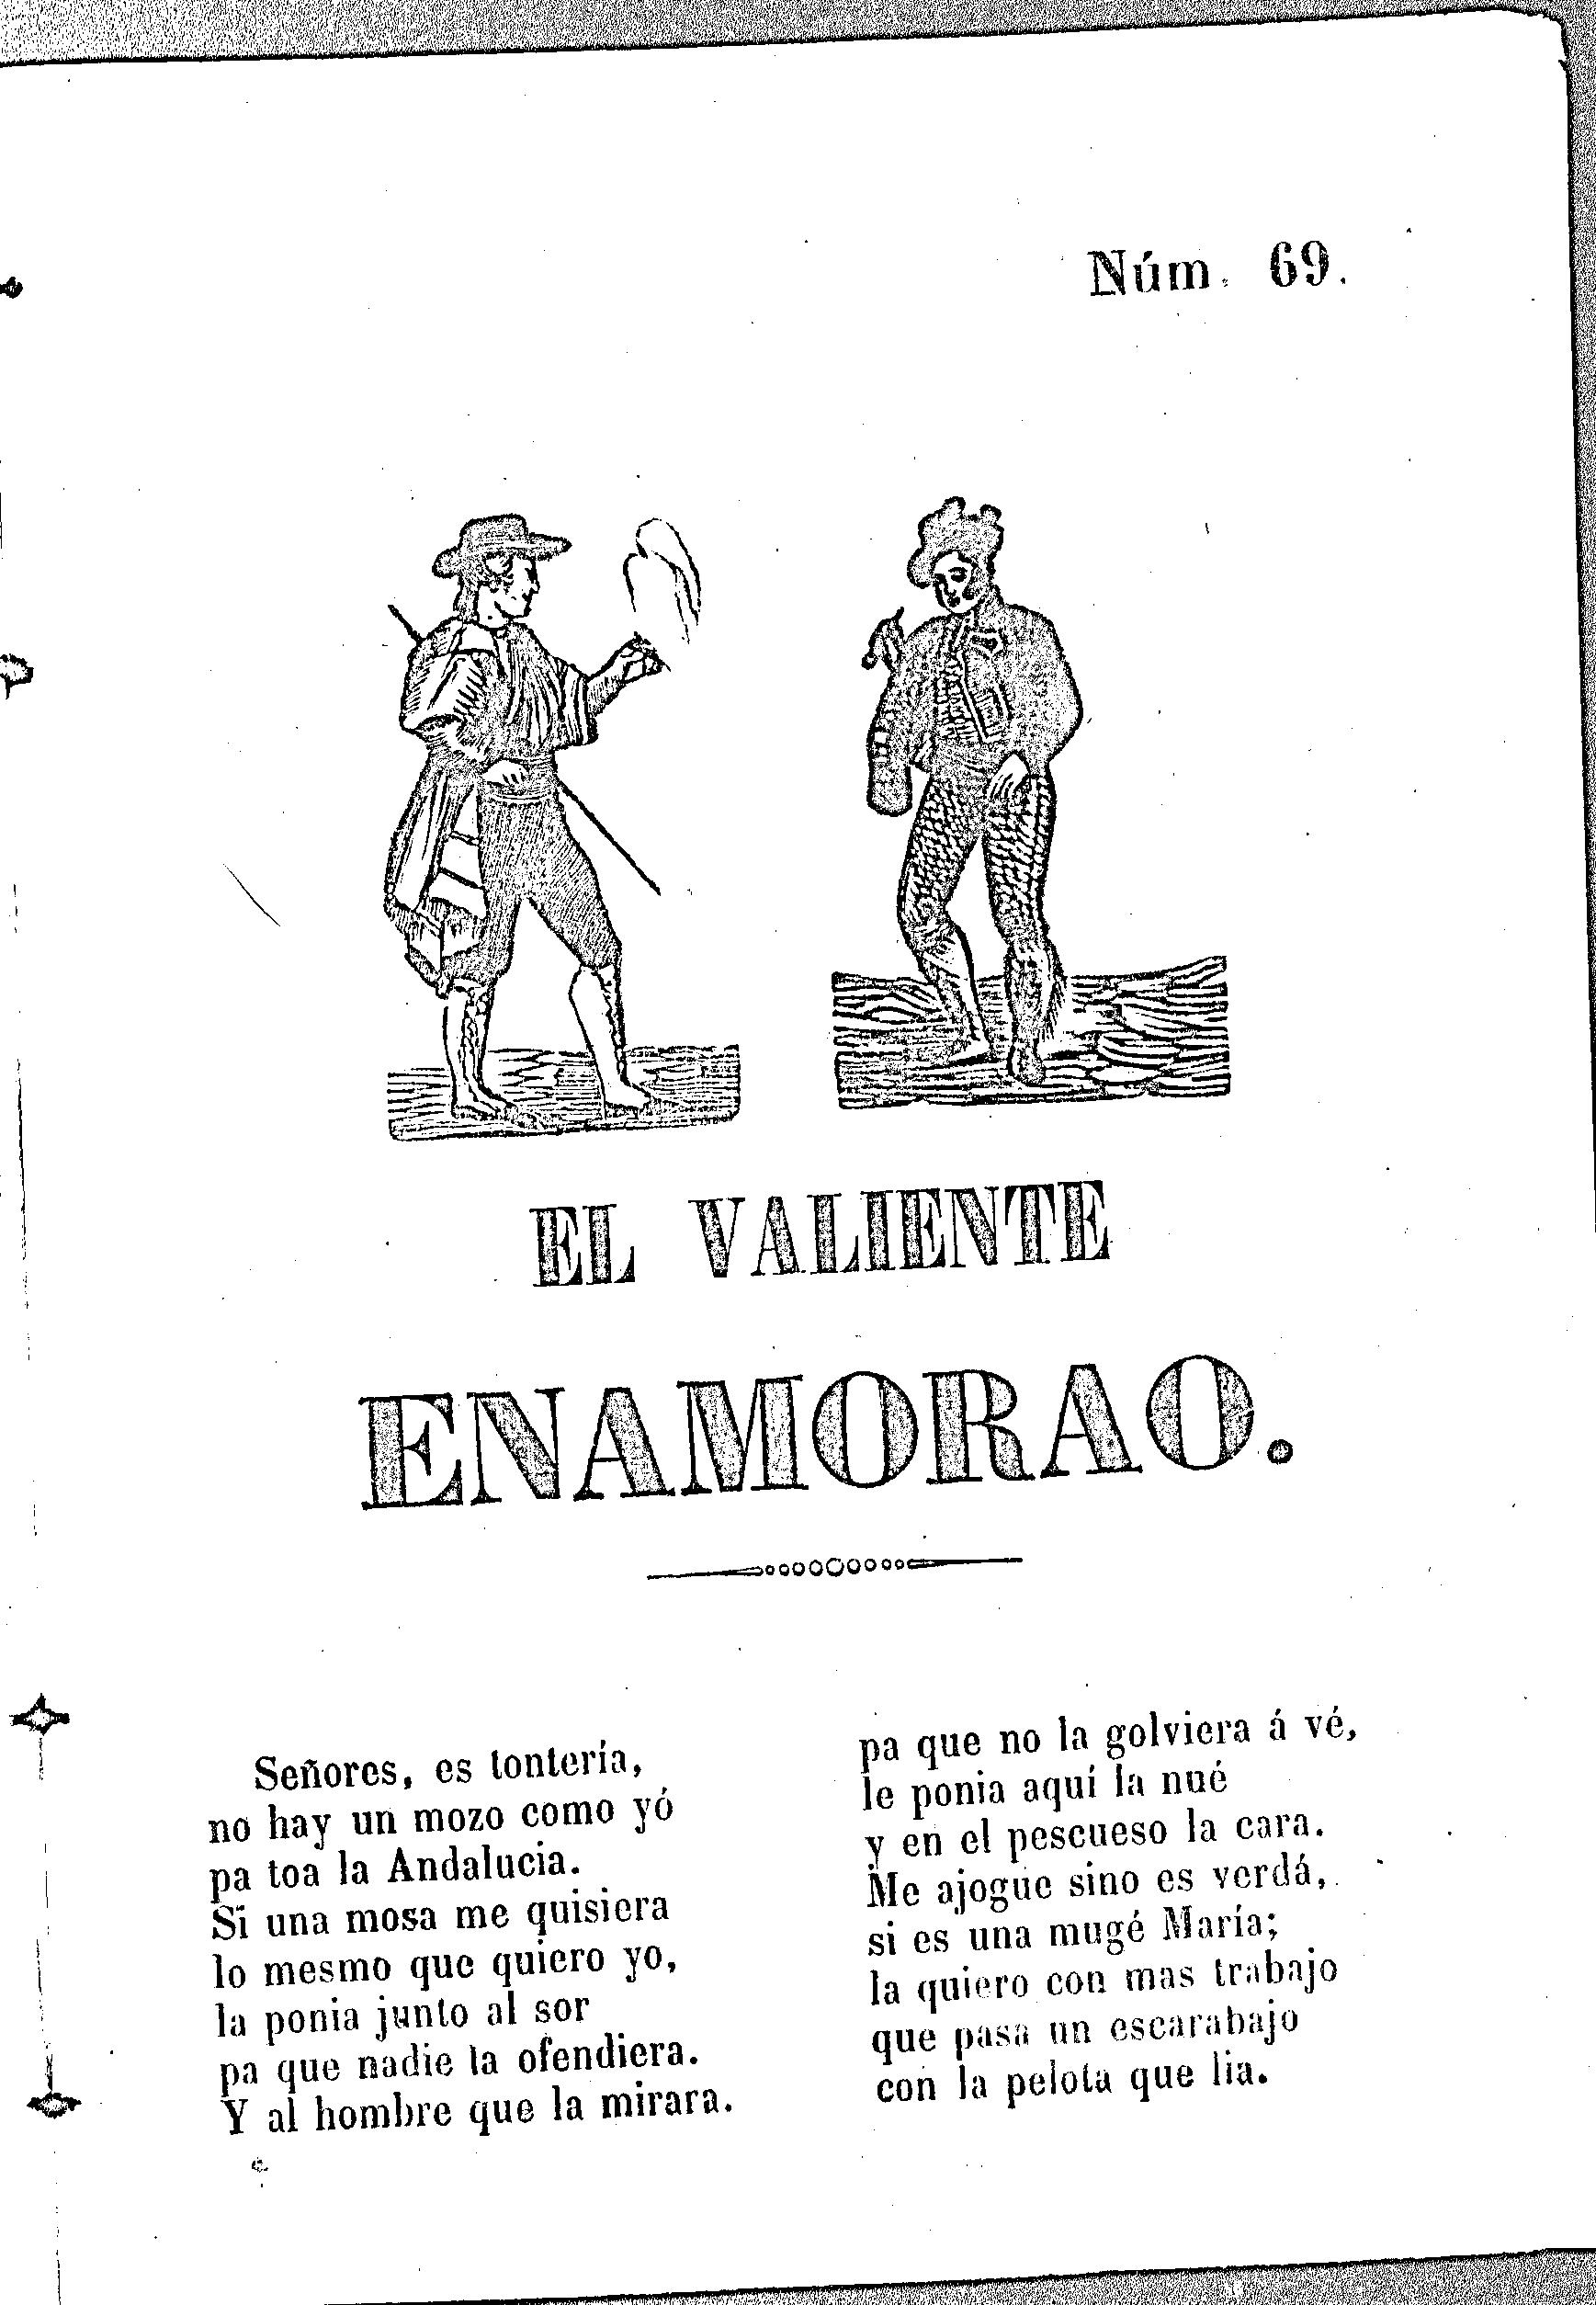 Núm. 69.
EL VALIENTE
ENAMORAO.
Señores, es tontería,
no hay un mozo como yó
pa toa la Andalucia.
Si una mosa me quisiera
lo mesmo que quiero yo,
la ponia junto al sor
pa que nadie la ofendiera.
Y al hombre que la mirara.
pa que no la golviera á vé,
le ponia aquí la nué
y en el pescueso la cara.
Me ajogue sino es verdá,
si es una mugé María;
la quiero con mas trabajo
que pasa un escarabajo
con la pelota que lia.